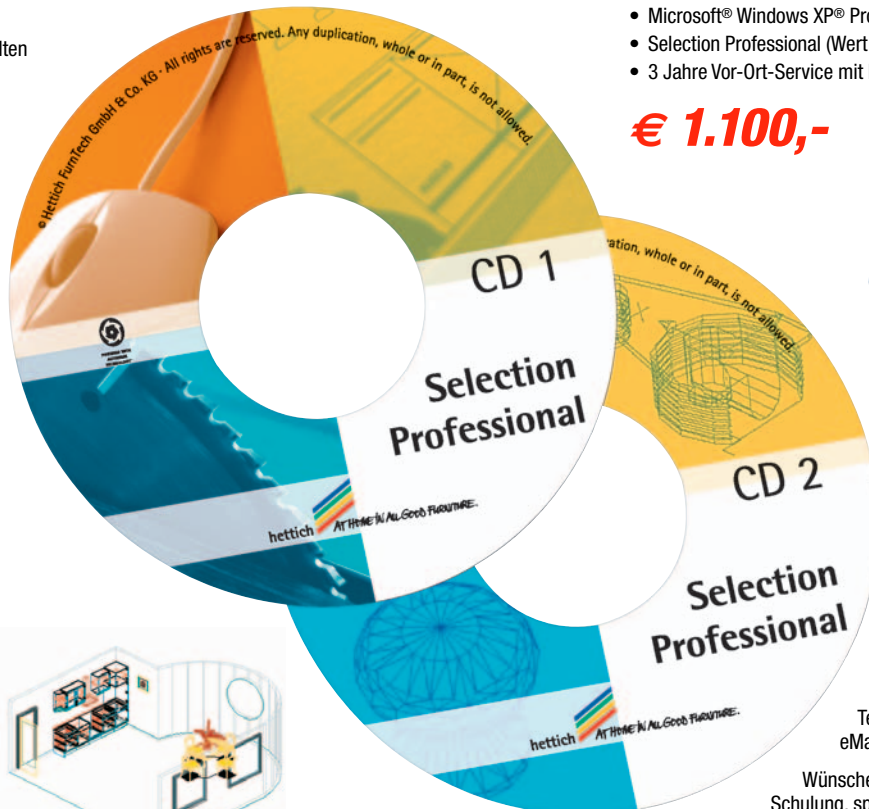 lten
• Microsoft® Windows XP® Pro
• Selection Professional (Wert
• 3 Jahre Vor-Ort-Service mit
€ 1.100,-
© Hettich FurnTech GmbH & Co. KG - All rights are reserved. Any duplication, whole or in part, is not allowed.
CD 1
Selection
Professional
hettich AT HOME IN ALL GOOD FURNITURE.
ation, whole or in part, is not allowed.
CD 2
Selection
Professional
hettich AT HOME IN ALL GOOD FURNITURE.
Te
eMa
Wünsche
Schulung, sp